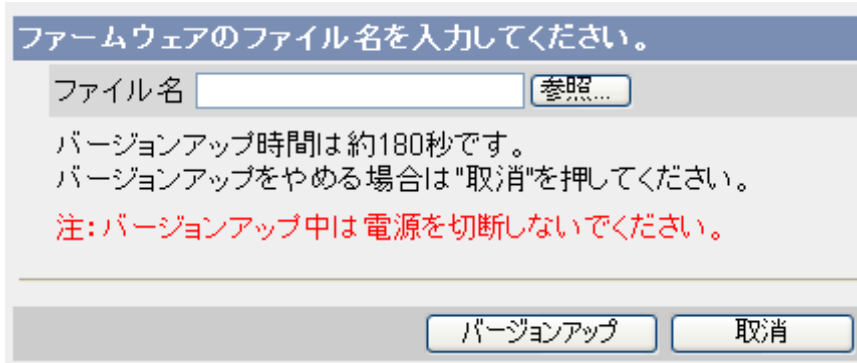 ファームウェアのファイル名を入力してください。
ファイル名 参照...
バージョンアップ時間は約180秒です。
バージョンアップをやめる場合は"取消"を押してください。
注:バージョンアップ中は電源を切断しないでください。
バージョンアップ 取消